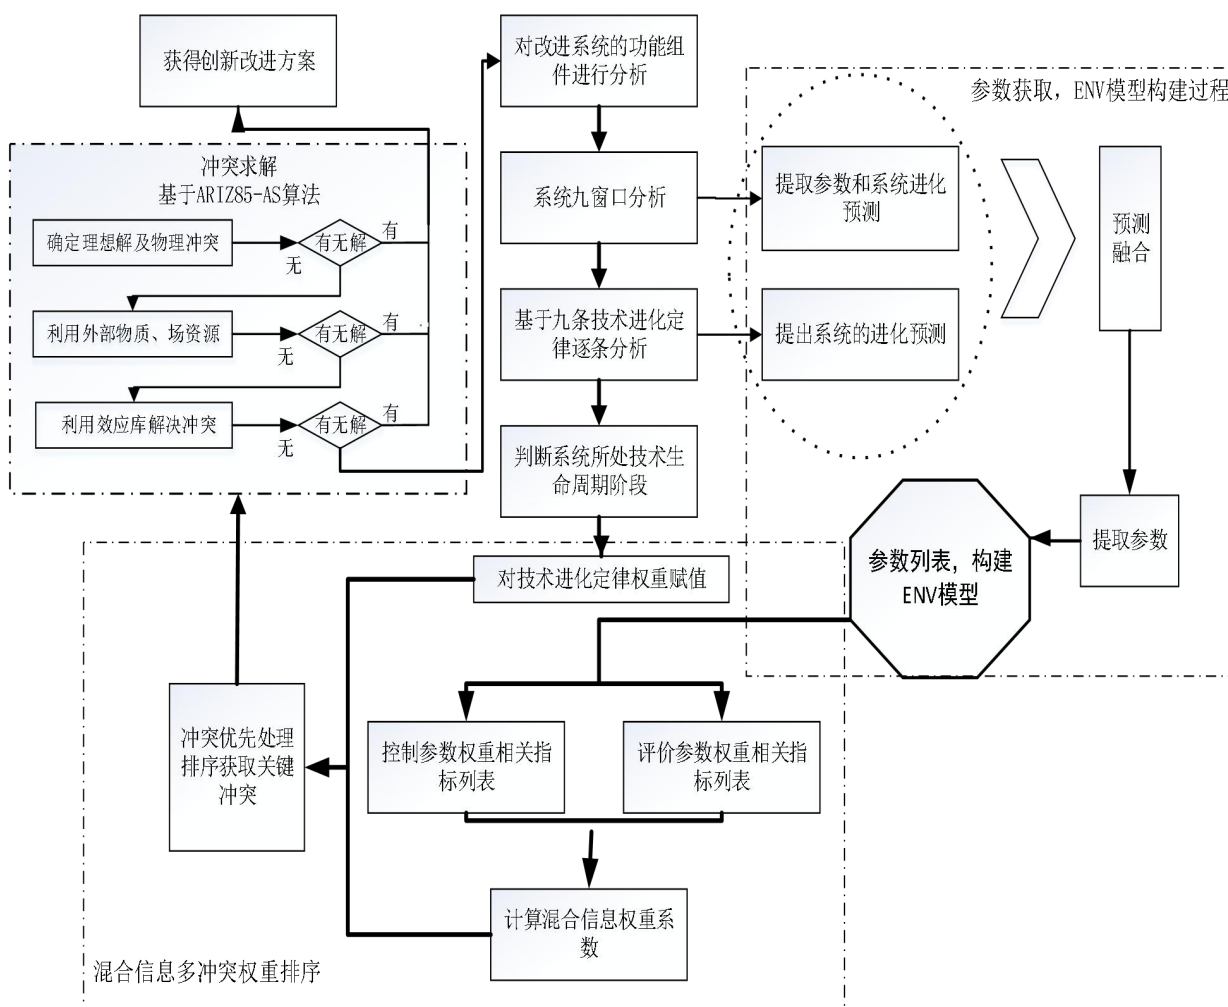 获得创新改进方案
对改进系统的功能组
件进行分析
参数获取，ENV模型构建过程
冲突求解
基于ARIZ85-AS算法
确定理想解及物理冲突
有无解
有
无
利用外部物质、场资源
有无解
有
无
利用效应库解决冲突
有无解
有
无
系统九窗口分析
提取参数和系统进化
预测
预测
融合
基于九条技术进化定
律逐条分析
提出系统的进化预测
判断系统所处技术生
命周期阶段
提取参数
参数列表，构建
ENV模型
对技术进化定律权重赋值
冲突优先处理
排序获取关键
冲突
控制参数权重相关指
标列表
评价参数权重相关指
标列表
计算混合信息权重系
数
混合信息多冲突权重排序